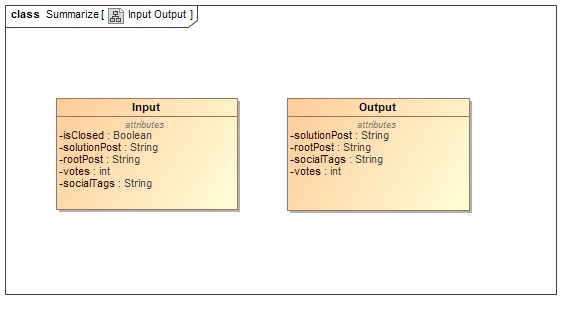 class Summarize [ Input Output ]
Input
attributes
-isClosed : Boolean
-solutionPost : String
-rootPost : String
-votes : int
-socialTags : String
Output
attributes
-solutionPost : String
-rootPost : String
-socialTags : String
-votes : int